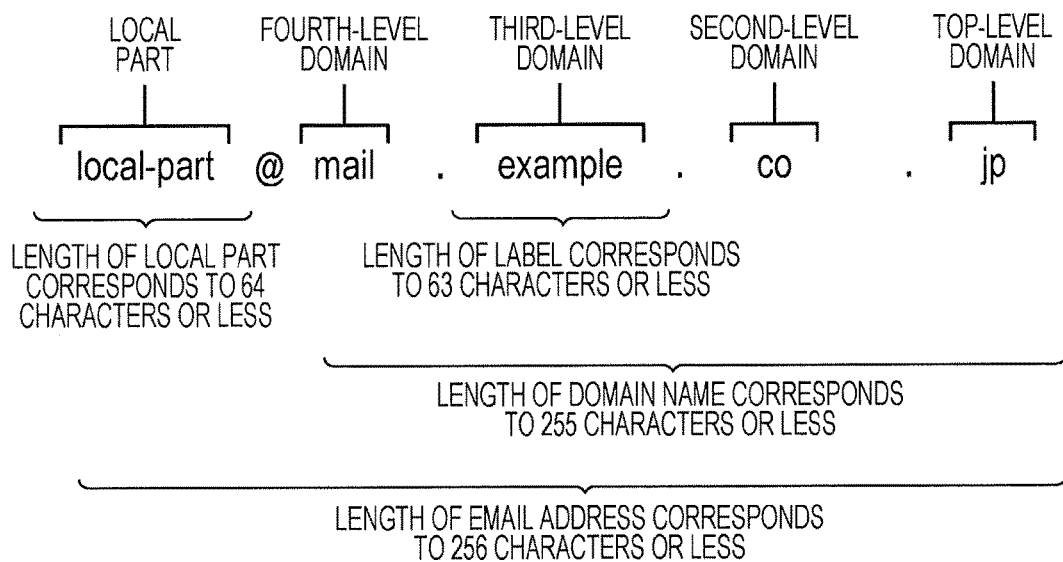 LOCAL PART
FOURTH-LEVEL DOMAIN
THIRD-LEVEL DOMAIN
SECOND-LEVEL DOMAIN
TOP-LEVEL DOMAIN
local-part @ mail . example . co . jp
LENGTH OF LOCAL PART
CORRESPONDS TO 64
CHARACTERS OR LESS
LENGTH OF LABEL CORRESPONDS
TO 63 CHARACTERS OR LESS
LENGTH OF DOMAIN NAME CORRESPONDS
TO 255 CHARACTERS OR LESS
LENGTH OF EMAIL ADDRESS CORRESPONDS
TO 256 CHARACTERS OR LESS